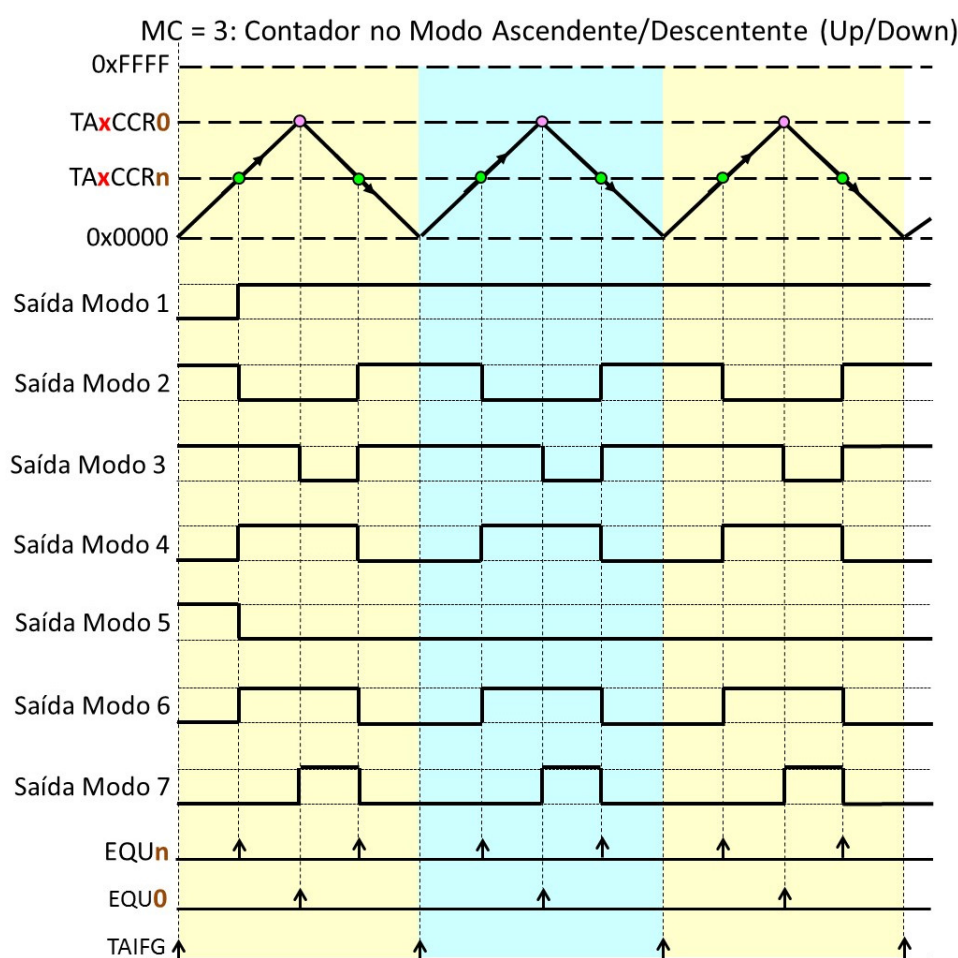 MC = 3: Contador no Modo Ascendente/Descentente (Up/Down)
0xFFFF
TAxCCR0
TAxCCRn
0x0000
Saída Modo 1
Saída Modo 2
Saída Modo 3
Saída Modo 4
Saída Modo 5
Saída Modo 6
Saída Modo 7
EQUn
EQU0
TAIFG